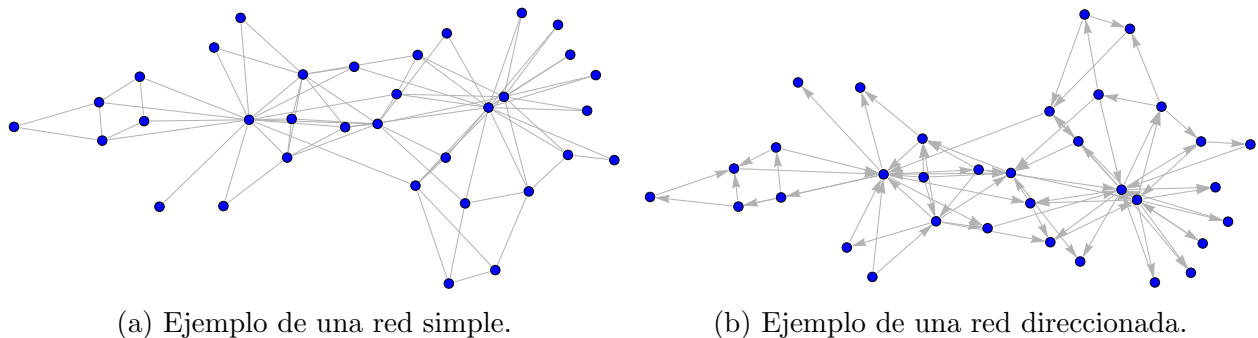 (a) Ejemplo de una red simple.
(b) Ejemplo de una red direccionada.